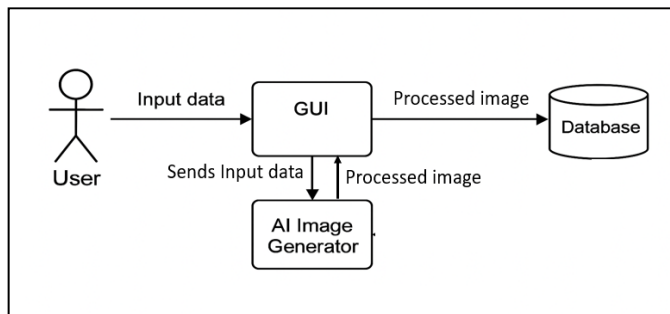 Input data
GUI
Processed image
Database
User
Sends Input data
Processed image
AI Image
Generator